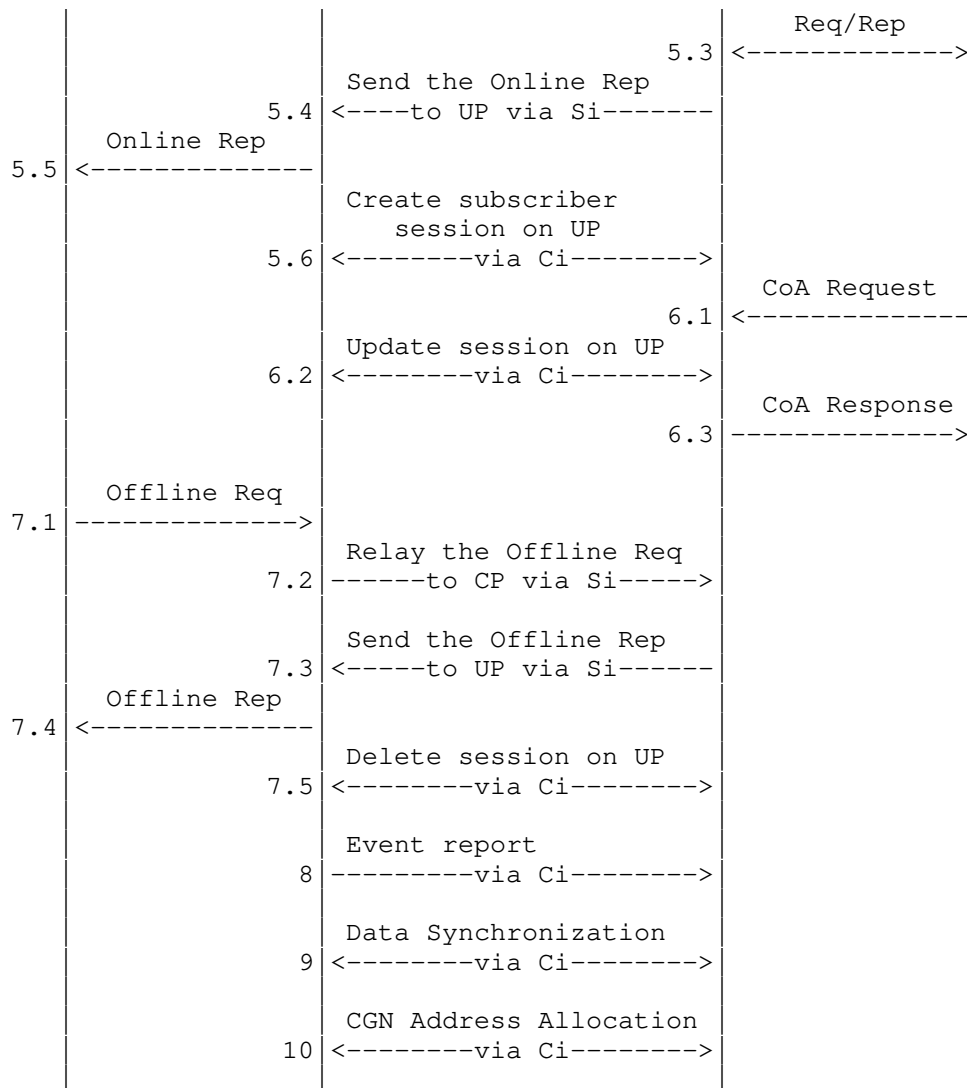 Req/Rep
5.3|<------------->
Send the Online Rep
5.4|<----to UP via Si-------
Online Rep
5.5|<--------------
Create subscriber
session on UP
5.6|<--------via Ci-------->
CoA Request
6.1|<--------------
Update session on UP
6.2|<--------via Ci-------->
CoA Response
6.3|-------------->
Offline Req
7.1|-------------->
Relay the Offline Req
7.2|------to CP via Si----->
Send the Offline Rep
7.3|<-----to UP via Si------
Offline Rep
7.4|<--------------
Delete session on UP
7.5|<--------via Ci-------->
Event report
8|---------via Ci-------->
Data Synchronization
9|<--------via Ci-------->
CGN Address Allocation
10|<--------via Ci-------->